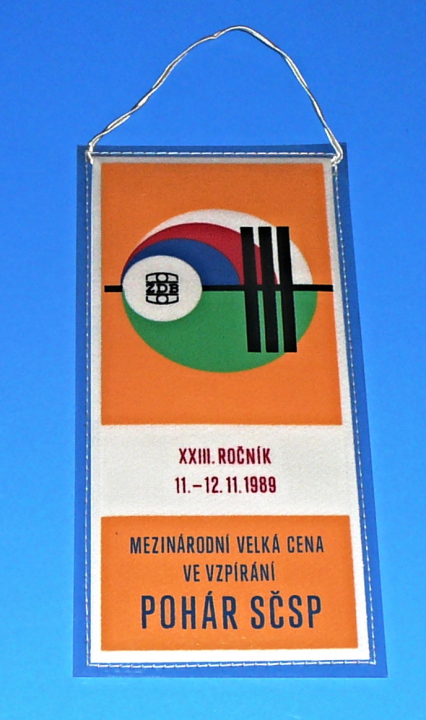 ZDB
XXIII. ROČNÍK
11.–12.11.1989
MEZINÁRODNÍ VELKÁ CENA
VE VZPÍRÁNÍ
POHÁR SČSP